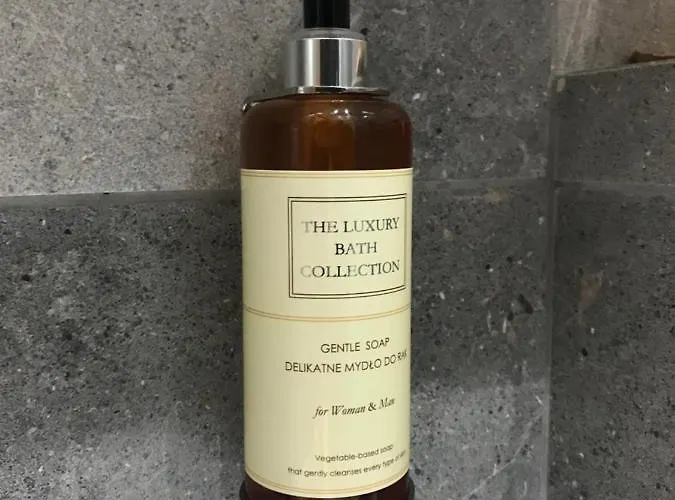 THE LUXURY
BATH
COLLECTION
GENTLE SOAP
DELIKATNE MYDŁO DO RĄK
for Woman & Man
Vegetable-based soap
that gently cleanses every type of